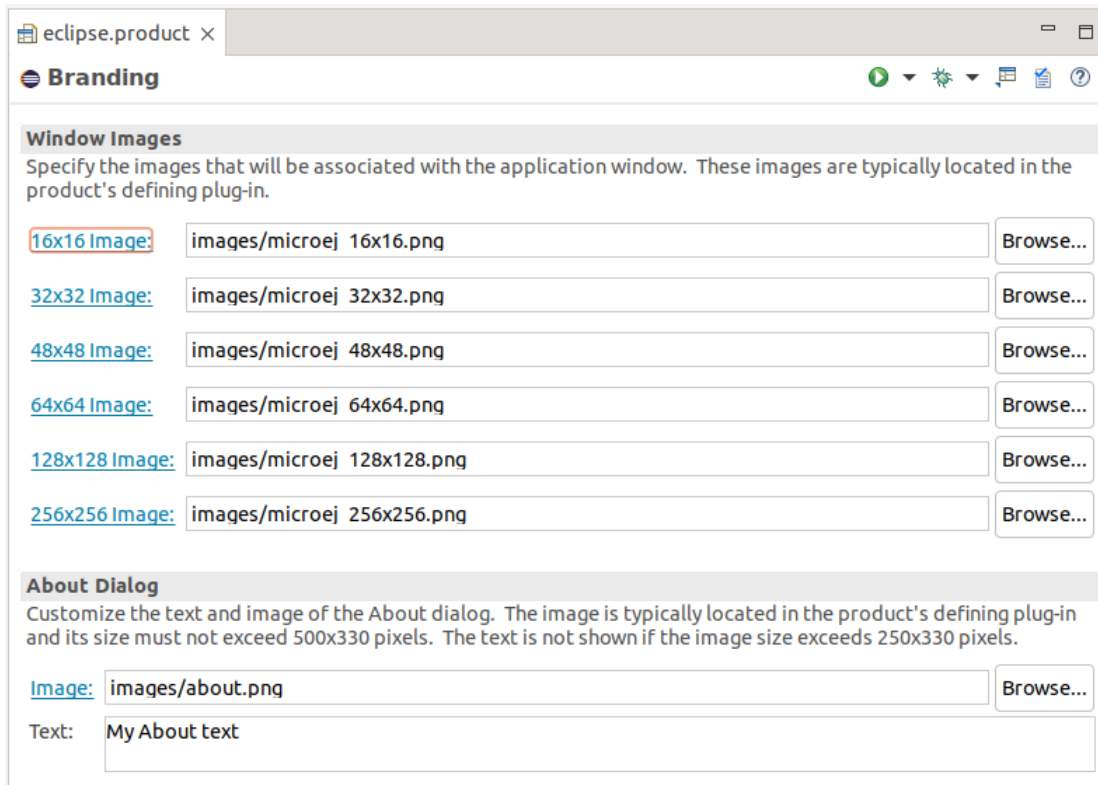 eclipse.product
Branding
Window Images
Specify the images that will be associated with the application window.  These images are typically located in the
product's defining plug-in.
16x16 Image: images/microej 16x16.png Browse...
32x32 Image: images/microej 32x32.png Browse...
48x48 Image: images/microej 48x48.png Browse...
64x64 Image: images/microej 64x64.png Browse...
128x128 Image: images/microej 128x128.png Browse...
256x256 Image: images/microej 256x256.png Browse...
About Dialog
Customize the text and image of the About dialog.  The image is typically located in the product's defining plug-in
and its size must not exceed 500x330 pixels.  The text is not shown if the image size exceeds 250x330 pixels.
Image: images/about.png Browse...
Text: My About text